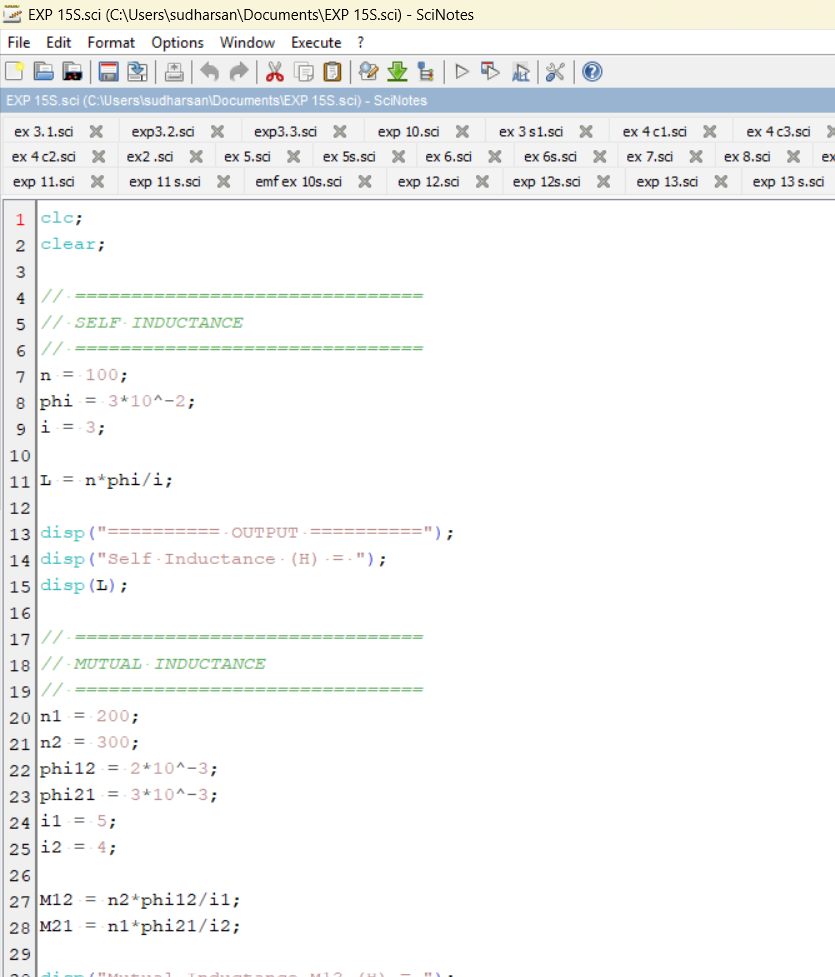 EXP 15S.sci (C:\Users\sudharsan\Documents\EXP 15S.sci) - SciNotes
File Edit Format Options Window Execute ?
EXP 15S.sci (C:\Users\sudharsan\Documents\EXP 15S.sci) - SciNotes
ex 3.1.sci exp3.2.sci exp3.3.sci exp 10.sci ex 3 s1.sci ex 4 c1.sci ex 4 c3.sci
ex 4 c2.sci ex2 .sci ex 5.sci ex 5s.sci ex 6.sci ex 6s.sci ex 7.sci ex 8.sci ex
exp 11.sci exp 11 s.sci emf ex 10s.sci exp 12.sci exp 12s.sci exp 13.sci exp 13 s.sci
1 clc;
2 clear;
3
4 // ===============================
5 // SELF INDUCTANCE
6 // ===============================
7 n = 100;
8 phi = 3*10^-2;
9 i = 3;
10
11 L = n*phi/i;
12
13 disp("========== OUTPUT ==========");
14 disp("Self Inductance (H) = ");
15 disp(L);
16
17 // ===============================
18 // MUTUAL INDUCTANCE
19 // ===============================
20 n1 = 200;
21 n2 = 300;
22 phi12 = 2*10^-3;
23 phi21 = 3*10^-3;
24 i1 = 5;
25 i2 = 4;
26
27 M12 = n2*phi12/i1;
28 M21 = n1*phi21/i2;
29
disp("Mutual Inductance M12 (H) = ");